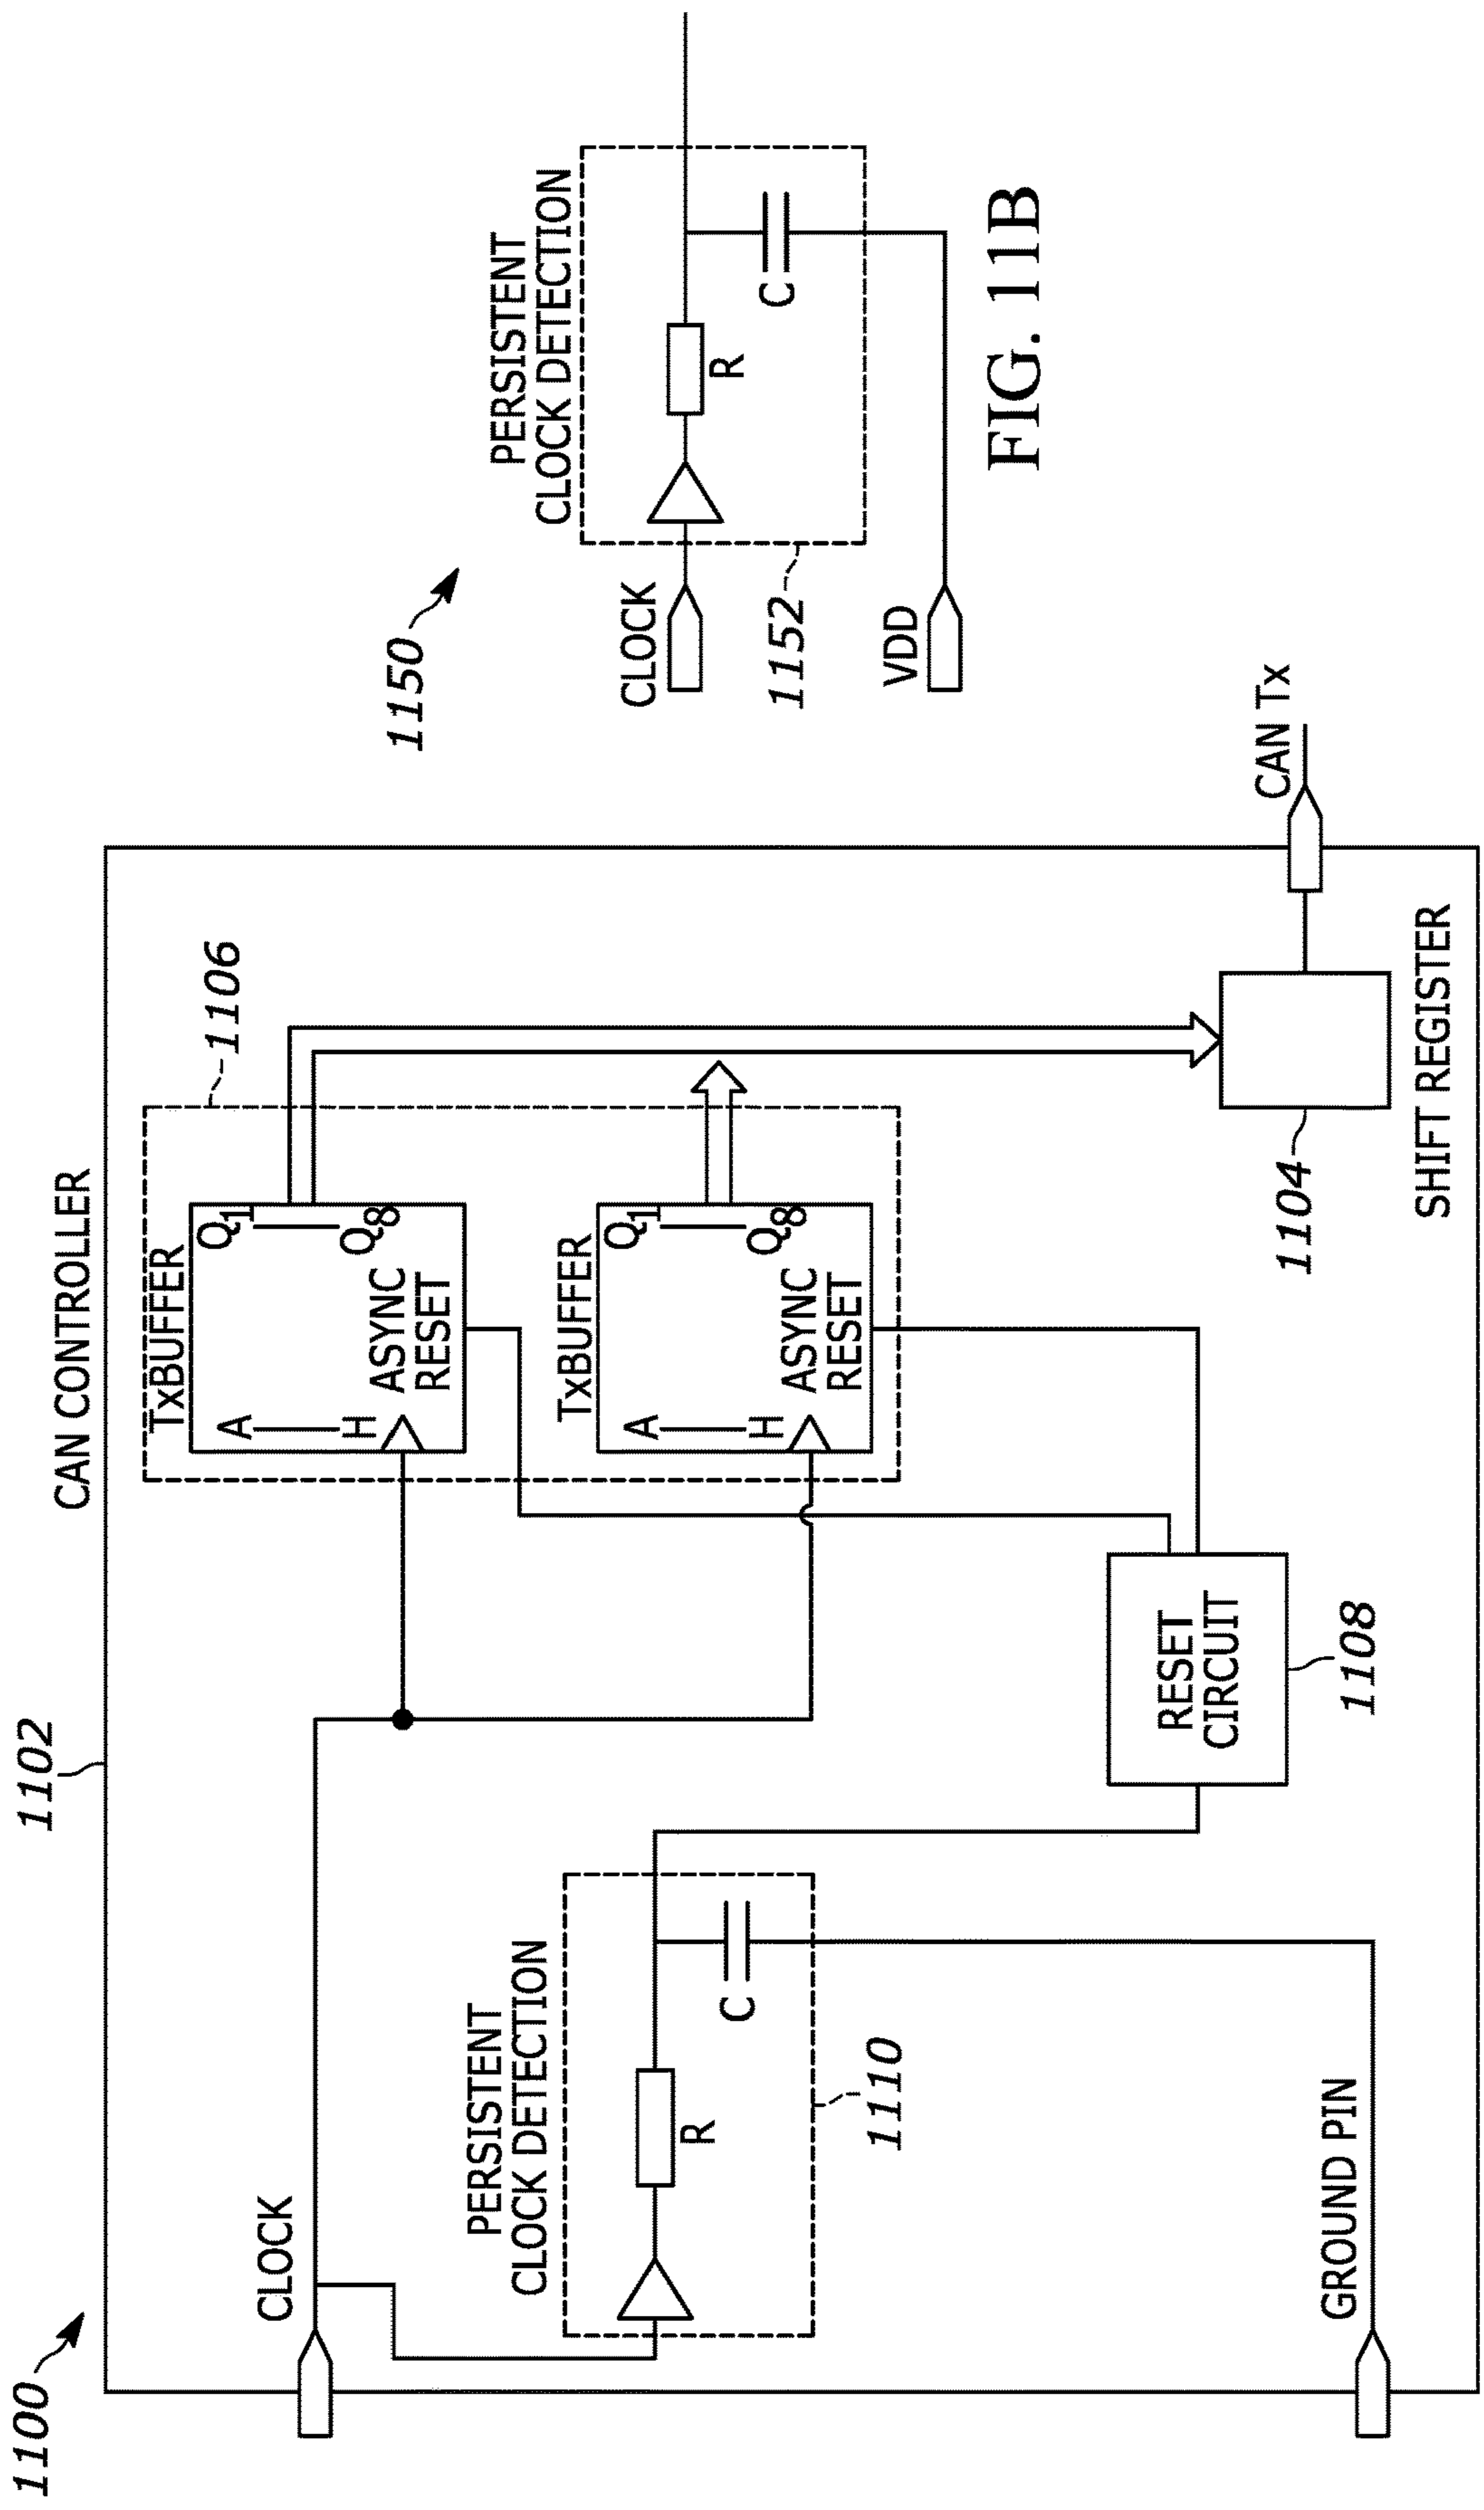 1100
1102
CAN CONTROLLER
CLOCK
PERSISTENT
CLOCK DETECTION
R
C
1110
GROUND PIN
RESET
CIRCUIT
1108
TxBUFFER
A
H
Q1
Q8
ASYNC
RESET
TxBUFFER
A
H
Q1
Q8
ASYNC
RESET
1106
1104
SHIFT REGISTER
CAN Tx
1150
PERSISTENT
CLOCK DETECTION
CLOCK
R
C
1152
VDD
FIG. 11B